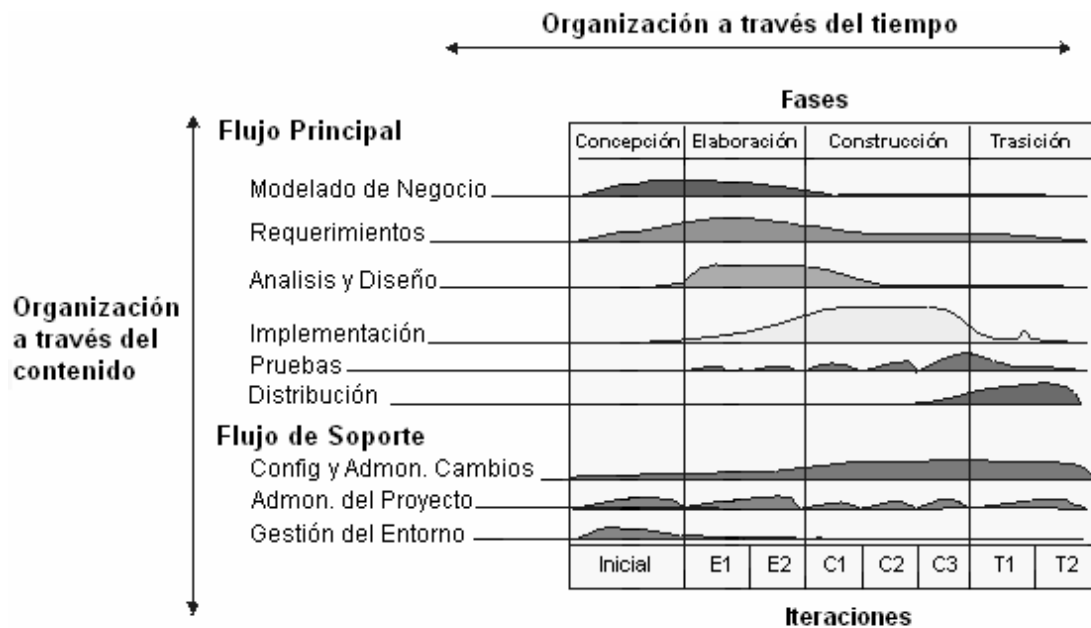 Organización a través del tiempo
Fases
Flujo Principal
Concepción Elaboración Construcción Trasición
Modelado de Negocio
Requerimientos
Analisis y Diseño
Organización
a través del
contenido
Implementación
Pruebas
Distribución
Flujo de Soporte
Config y Admon. Cambios
Admon. del Proyecto
Gestión del Entorno
Inicial E1 E2 C1 C2 C3 T1 T2
Iteraciones